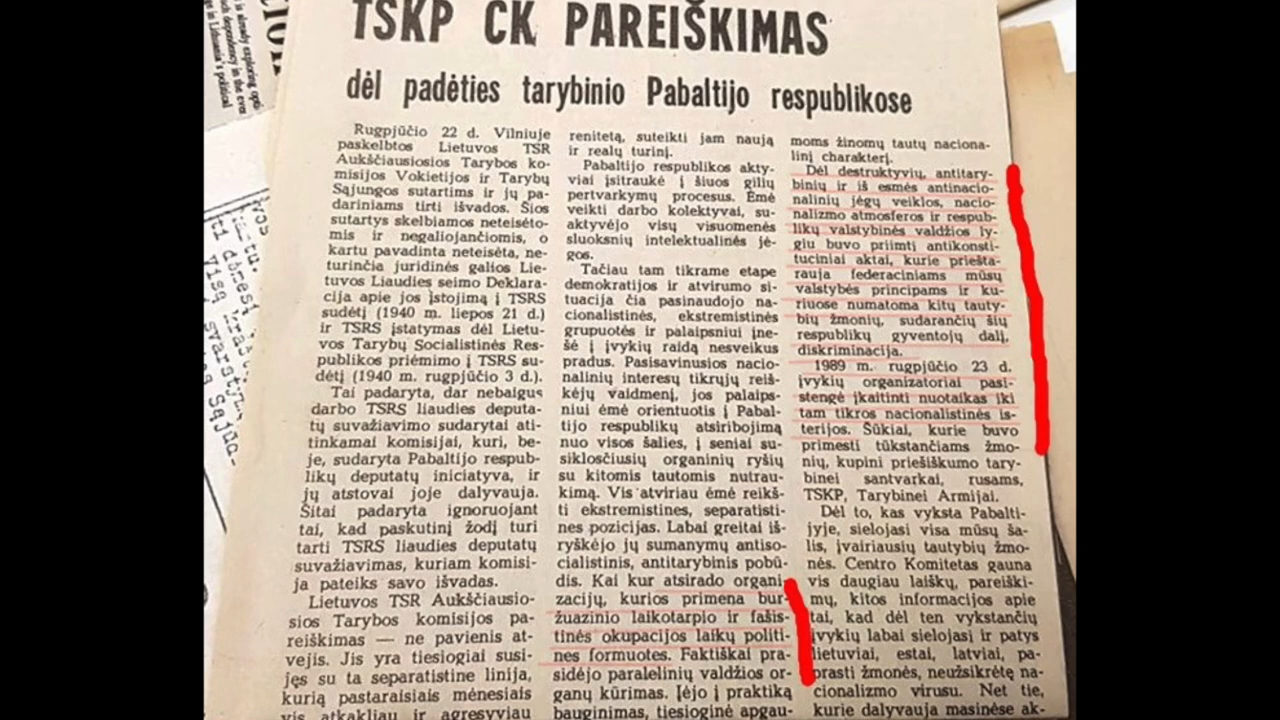 TSKP CK PAREIŠKIMAS
dėl padėties tarybinio Pabaltijo respublikose
Rugpjūčio 22 d. Vilniuje
paskelbtos Lietuvos TSR
Aukščiausiosios Tarybos ko-
misijos Vokietijos ir Tarybų
Sąjungos sutartims ir jų pa-
dariniams tirti išvados. Šios
sutartys skelbiamos neteisėto-
mis ir negaliojančiomis, o
kartu pavadinta neteisėta, ne-
turinčia juridinės galios Lie-
tuvos Liaudies seimo Deklara-
cija apie jos įstojimą į TSRS
sudėtį (1940 m. liepos 21 d.)
ir TSRS įstatymas dėl Lietu-
vos Tarybų Socialistinės Res-
publikos priėmimo į TSRS su-
dėtį (1940 m. rugpjūčio 3 d.).
Tai padaryta, dar nebaigus
darbo TSRS liaudies deputa-
tų suvažiavimo sudarytai ati-
tinkamai komisijai, kuri, be-
je, sudaryta Pabaltijo respub-
likų deputatų iniciatyva, ir
jų atstovai joje dalyvauja.
Šitai padaryta ignoruojant
tai, kad paskutinį žodį turi
tarti TSRS liaudies deputatų
suvažiavimas, kuriam komisi-
ja pateiks savo išvadas.
Lietuvos TSR Aukščiausio-
sios Tarybos komisijos pa-
reiškimas — ne pavienis at-
vejis. Jis yra tiesiogiai susi-
jęs su ta separatistine linija,
kurią pastaraisiais mėnesiais
vis atkakliau ir agresyviau
renitetą, suteikti jam naują
ir realų turinį.
Pabaltijo respublikos akty-
viai įsitraukė į šiuos gilių
pertvarkymų procesus. Ėmė
veikti darbo kolektyvai, su-
aktyvėjo visų visuomenės
sluoksnių intelektualinės jė-
gos.
Tačiau tam tikrame etape
demokratijos ir atvirumo si-
tuacija čia pasinaudojo na-
cionalistinės, ekstremistinės
grupuotės ir palaipsniui įne-
šė į įvykių raidą nesveikus
pradus. Pasisavinusios nacio-
nalinių interesų tikrųjų reiš-
kėjų vaidmenį, jos palaips-
niui ėmė orientuotis į Pabal-
tijo respublikų atsiribojimą
nuo visos šalies, į seniai su-
siklosčiusių organinių ryšių
su kitomis tautomis nutrau-
kimą. Vis atviriau ėmė reikš-
ti ekstremistines, separatisti-
nes pozicijas. Labai greitai iš-
ryškėjo jų sumanymų antiso-
cialistinis, antitarybinis pobū-
dis. Kai kur atsirado organi-
zacijų, kurios primena bur-
žuazinio laikotarpio ir fašis-
tinės okupacijos laikų politi-
nes formuotes. Faktiškai pra-
sidėjo paralelinių valdžios or-
ganų kūrimas. Įėjo į praktiką
bauginimas, tiesioginė apgau-
moms žinomų tautų naciona-
linį charakterį.
Dėl destruktyvių, antitary-
binių ir iš esmės antinacio-
nalinių jėgų veiklos, nacio-
nalizmo atmosferos ir respub-
likų valstybinės valdžios ly-
giu buvo priimti antikonsti-
tuciniai aktai, kurie priešta-
rauja federaciniams mūsų
valstybės principams ir ku-
riuose numatoma kitų tauty-
bių žmonių, sudarančių šių
respublikų gyventojų dalį,
diskriminacija.
1989 m. rugpjūčio 23 d.
įvykių organizatoriai pasi-
stengė įkaitinti nuotaikas iki
tam tikros nacionalistinės is-
terijos. Šūkiai, kurie buvo
primesti tūkstančiams žmo-
nių, kupini priešiškumo tary-
binei santvarkai, rusams,
TSKP, Tarybinei Armijai.
Dėl to, kas vyksta Pabalti-
jyje, sielojasi visa mūsų ša-
lis, įvairiausių tautybių žmo-
nės. Centro Komitetas gauna
vis daugiau laiškų, pareiški-
mų, kitos informacijos apie
tai, kad dėl ten vykstančių
įvykių labai sielojasi ir patys
lietuviai, estai, latviai, pa-
prasti žmonės, neužsikrėtę na-
cionalizmo virusu. Net tie,
kurie dalyvauja masinėse ak-